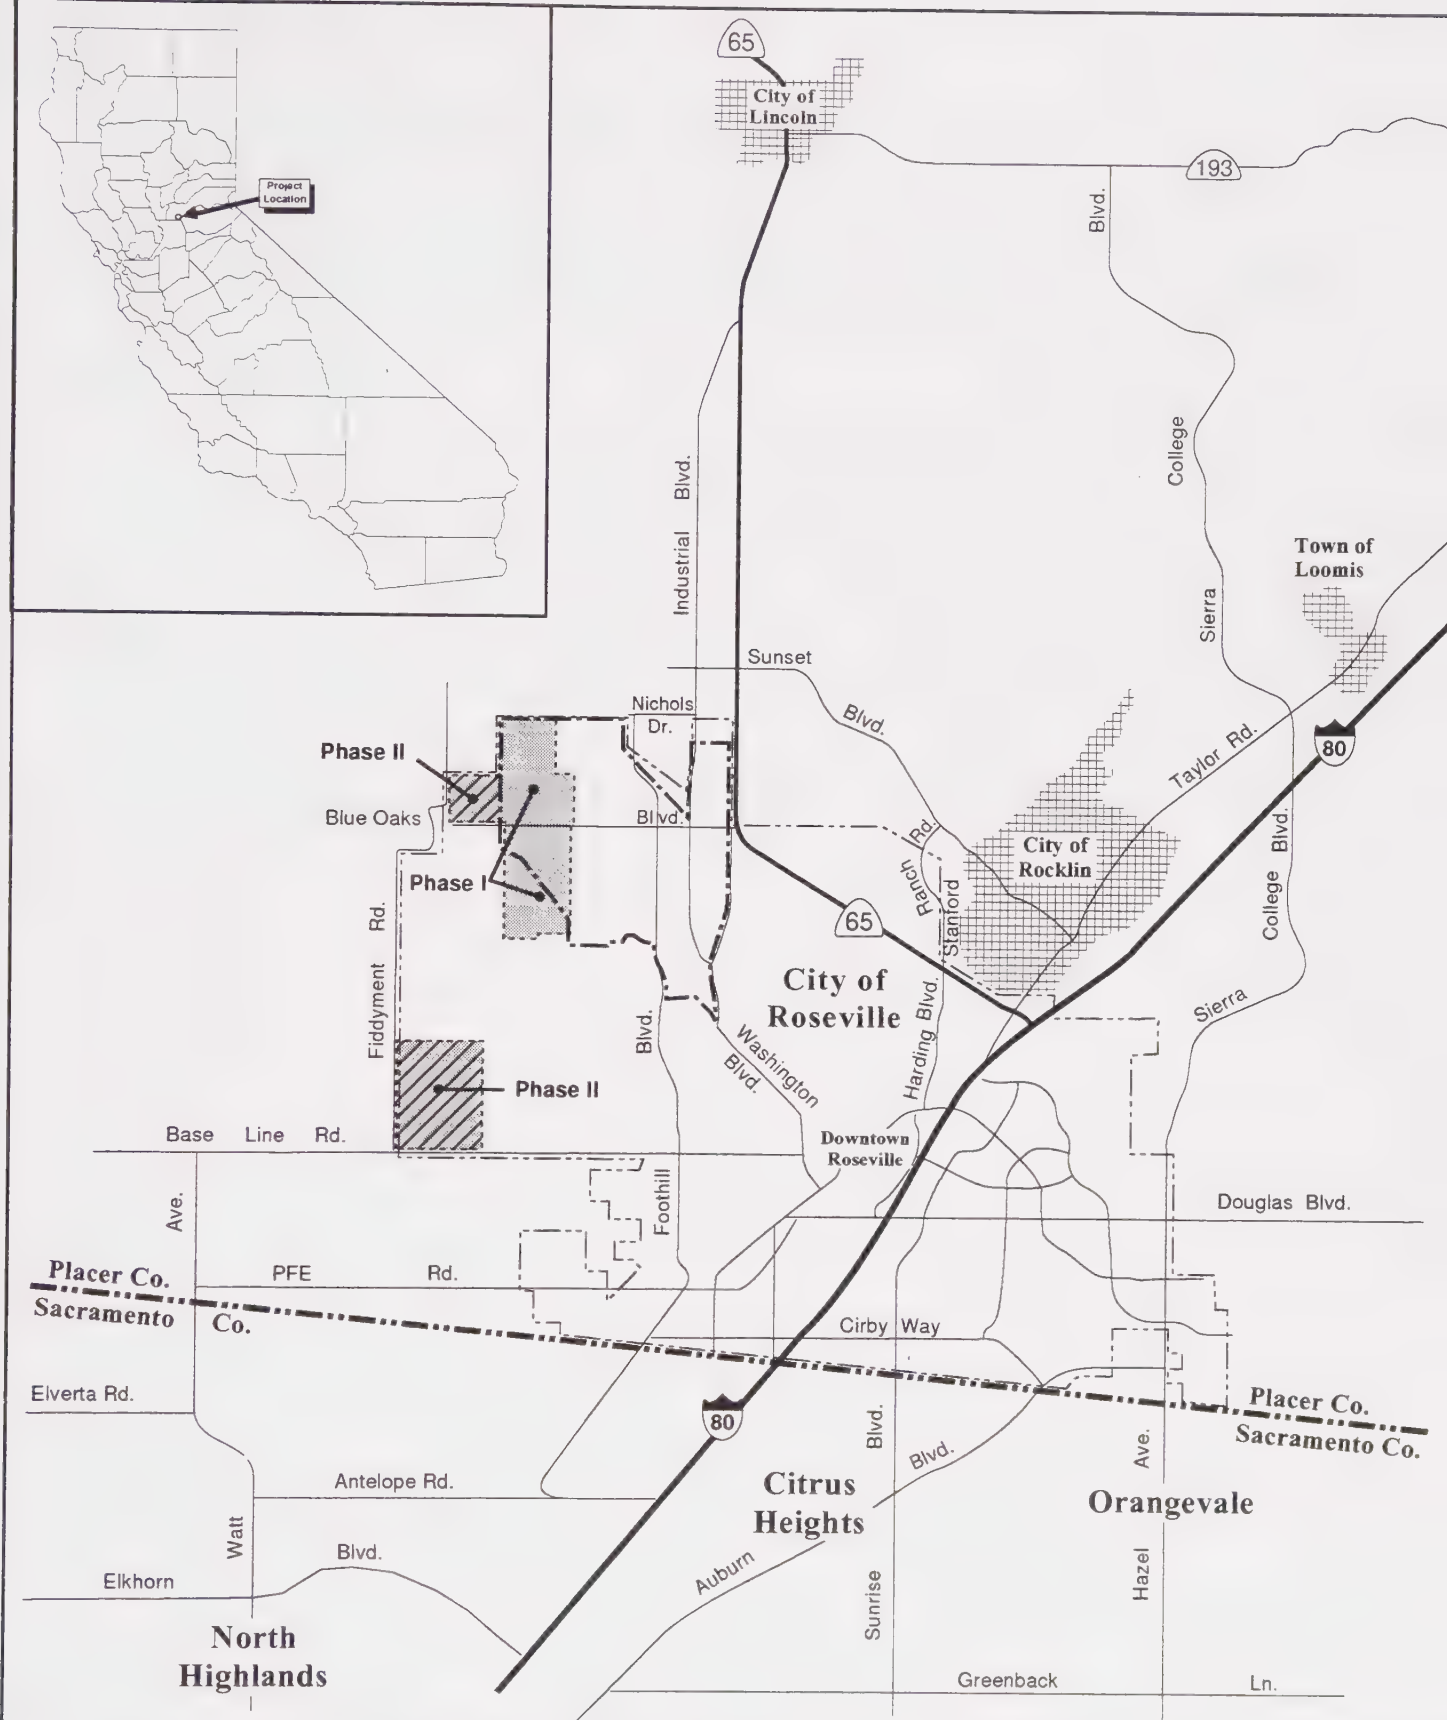 65
City of
Lincoln
193
Blvd.
Project
Location
College
Industrial Blvd.
Town of
Loomis
Sierra
Sunset
Blvd.
Nichols
Dr.
Phase II
80
Taylor Rd.
Blue Oaks
Blvd.
Rd.
Ranch
City of
Rocklin
Blvd.
College
Phase I
Stanford
65
Fiddyment Rd.
City of
Roseville
Sierra
Harding Blvd.
Blvd.
Washington
Blvd.
Phase II
Base Line Rd.
Downtown
Roseville
Foothill
Ave.
Douglas Blvd.
Placer Co.
PFE Rd.
Sacramento Co.
Cirby Way
Elverta Rd.
Placer Co.
80
Sacramento Co.
Blvd.
Blvd.
Ave.
Antelope Rd.
Citrus
Heights
Orangevale
Watt
Blvd.
Elkhorn
Auburn
Hazel
Sunrise
North
Highlands
Greenback Ln.